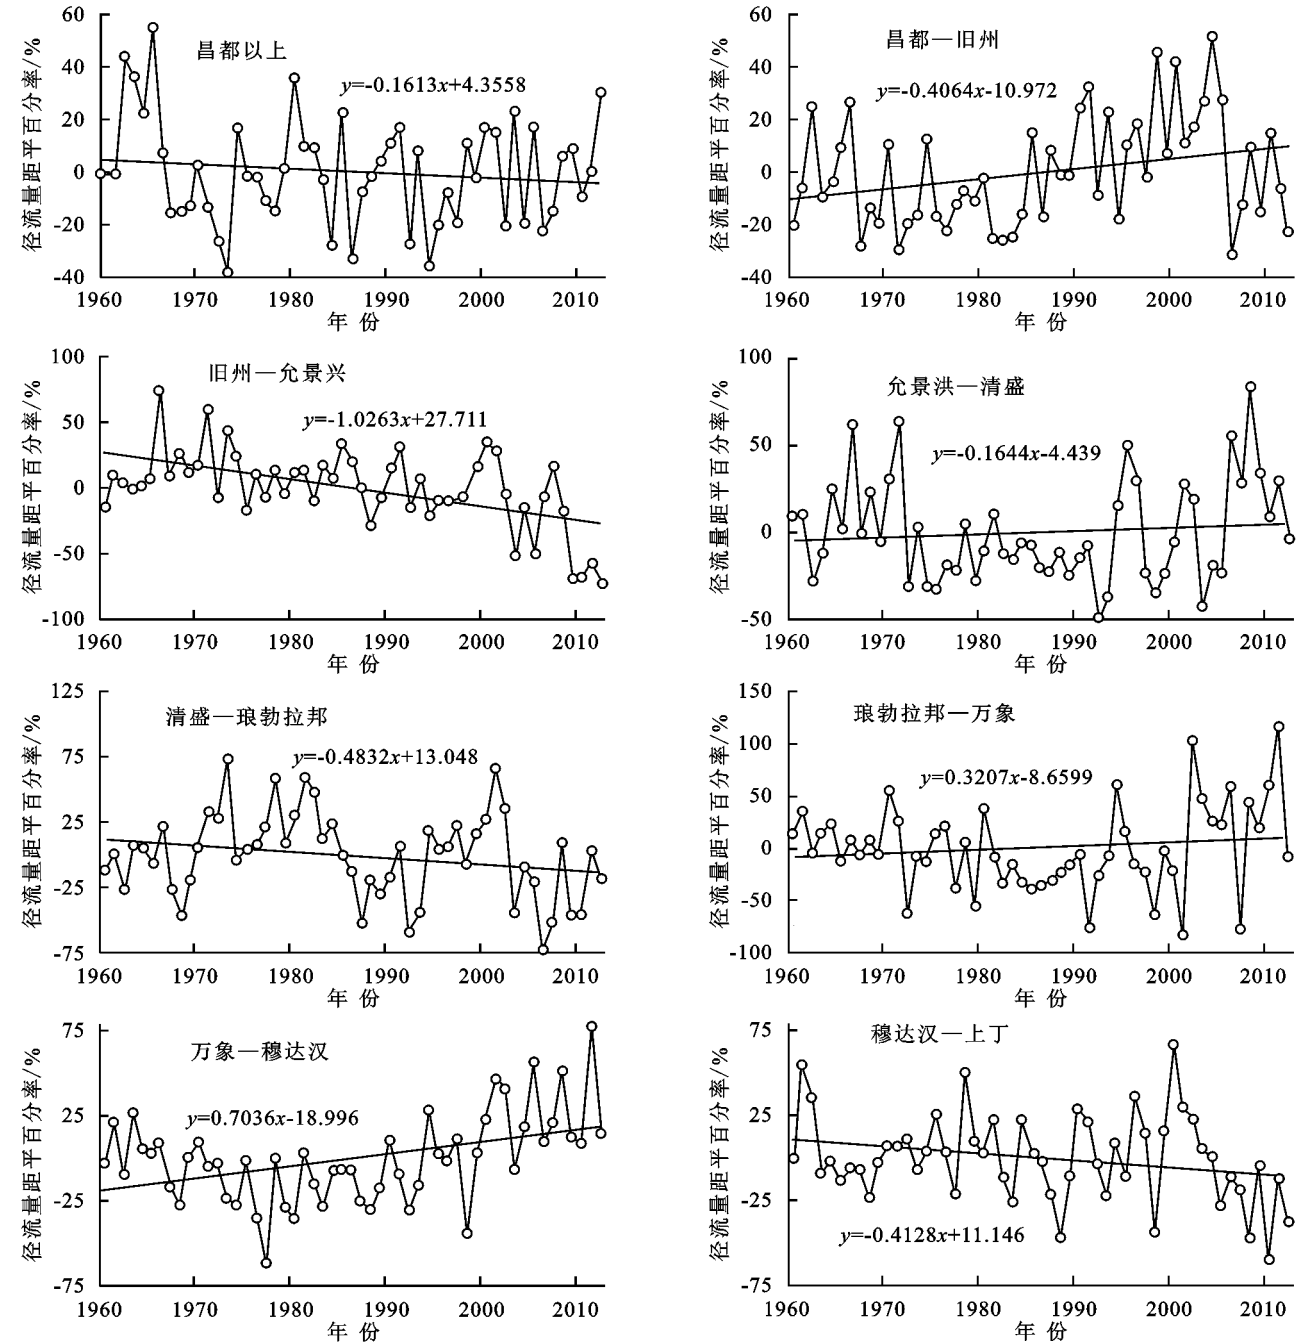 径流量距平百分率/%
60
40
20
0
-20
-40
昌都以上
y=-0.1613x+4.3558
1960 1970 1980 1990 2000 2010
年 份
径流量距平百分率/%
60
40
20
0
-20
-40
昌都—旧州
y=-0.4064x-10.972
1960 1970 1980 1990 2000 2010
年 份
径流量距平百分率/%
100
50
0
-50
-100
旧州—允景兴
y=-1.0263x+27.711
1960 1970 1980 1990 2000 2010
年 份
径流量距平百分率/%
100
50
0
-50
允景洪—清盛
y=-0.1644x-4.439
1960 1970 1980 1990 2000 2010
年 份
径流量距平百分率/%
125
75
25
-25
-75
清盛—琅勃拉邦
y=-0.4832x+13.048
1960 1970 1980 1990 2000 2010
年 份
径流量距平百分率/%
150
100
50
0
-50
-100
琅勃拉邦—万象
y=0.3207x-8.6599
1960 1970 1980 1990 2000 2010
年 份
径流量距平百分率/%
75
25
-25
-75
万象—穆达汉
y=0.7036x-18.996
1960 1970 1980 1990 2000 2010
年 份
径流量距平百分率/%
75
25
-25
-75
穆达汉—上丁
y=-0.4128x+11.146
1960 1970 1980 1990 2000 2010
年 份